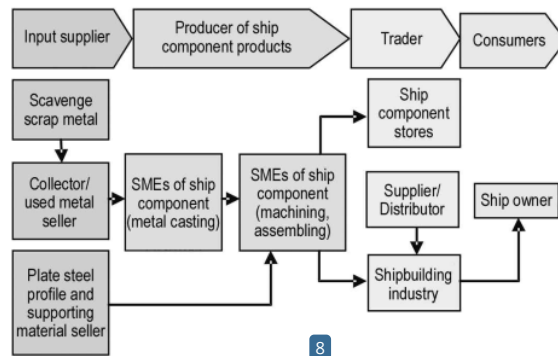 Input supplier
Producer of ship
component products
Trader
Consumers
Scavenge
scrap metal
Ship
component
stores
Collector/
used metal
seller
SMEs of ship
component
(metal casting)
SMEs of ship
component
(machining,
assembling)
Supplier/
Distributor
Ship owner
Plate steel
profile and
supporting
material seller
Shipbuilding
industry
8